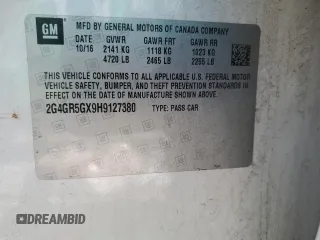 GM
MFD BY GENERAL MOTORS OF CANADA COMPANY
DATE GVWR GAWR FRT GAWR RR
10/16 2141 KG 1118 KG 1023 KG
4720 LB 2465 LB 2255 LB
THIS VEHICLE CONFORMS TO ALL APPLICABLE U.S. FEDERAL MOTOR
VEHICLE SAFETY, BUMPER, AND THEFT PREVENTION STANDARDS IN
EFFECT ON THE DATE OF MANUFACTURE SHOWN ABOVE.
2G4GR5GX9H9127380 TYPE: PASS CAR
DREAMBID